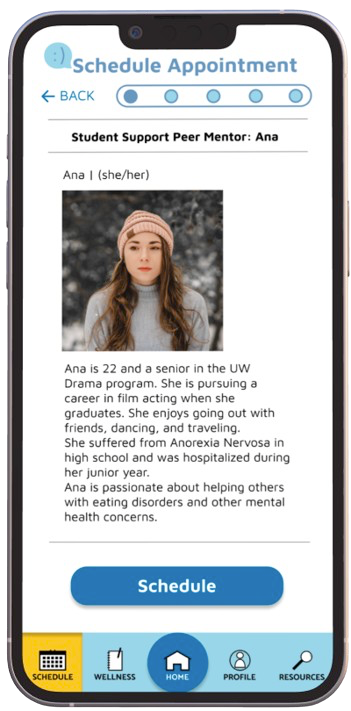 :)
Schedule Appointment
← BACK
Student Support Peer Mentor: Ana
Ana | (she/her)
Ana is 22 and a senior in the UW
Drama program. She is pursuing a
career in film acting when she
graduates. She enjoys going out with
friends, dancing, and traveling.
She suffered from Anorexia Nervosa in
high school and was hospitalized during
her junior year.
Ana is passionate about helping others
with eating disorders and other mental
health concerns.
Schedule
SCHEDULE WELLNESS HOME PROFILE RESOURCES